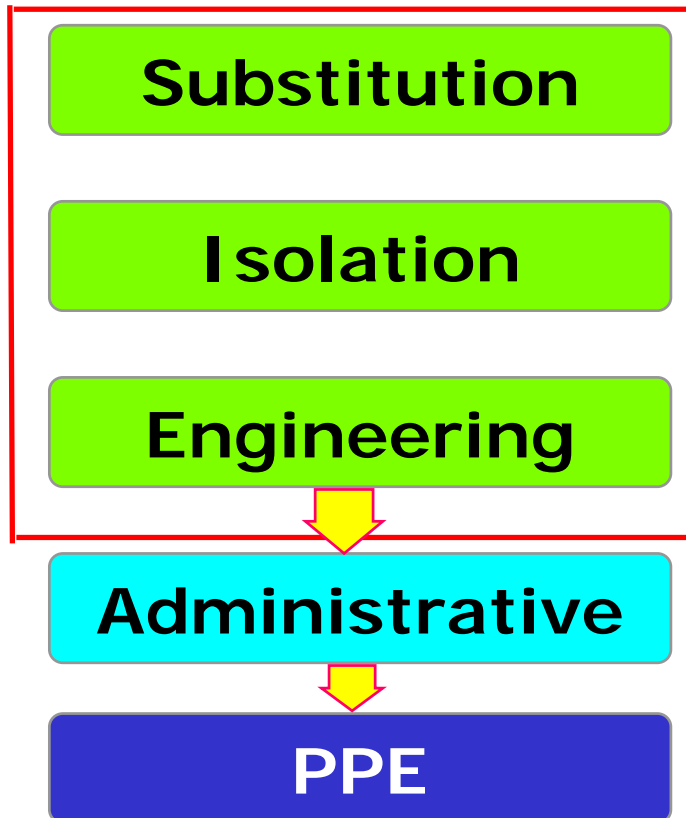 Substitution
Isolation
Engineering
Administrative
PPE